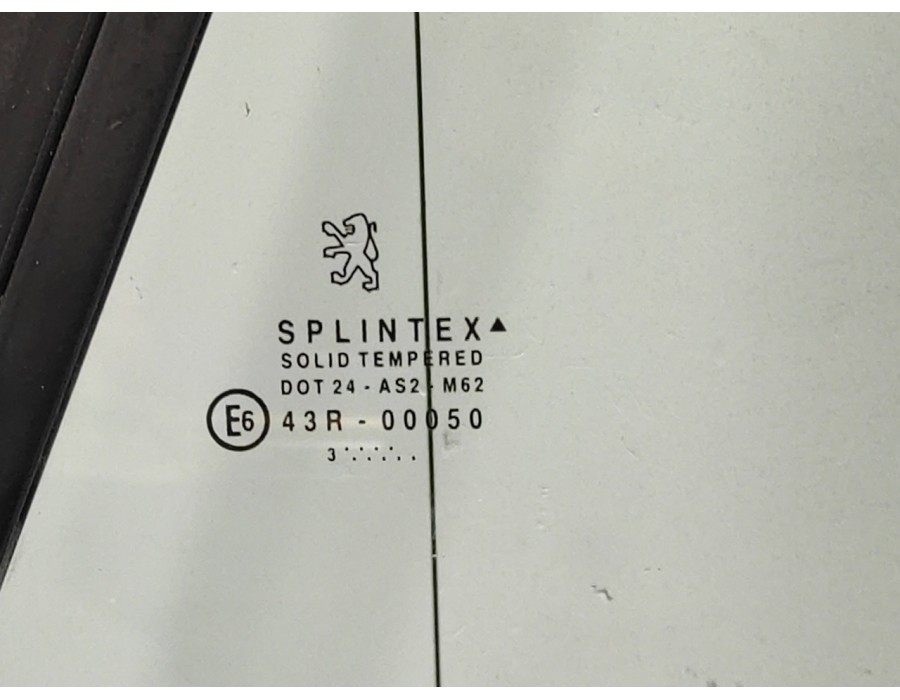 SPLINTEX▲
SOLID TEMPERED
DOT 24 - AS2 - M62
E6 43R - 00050
3